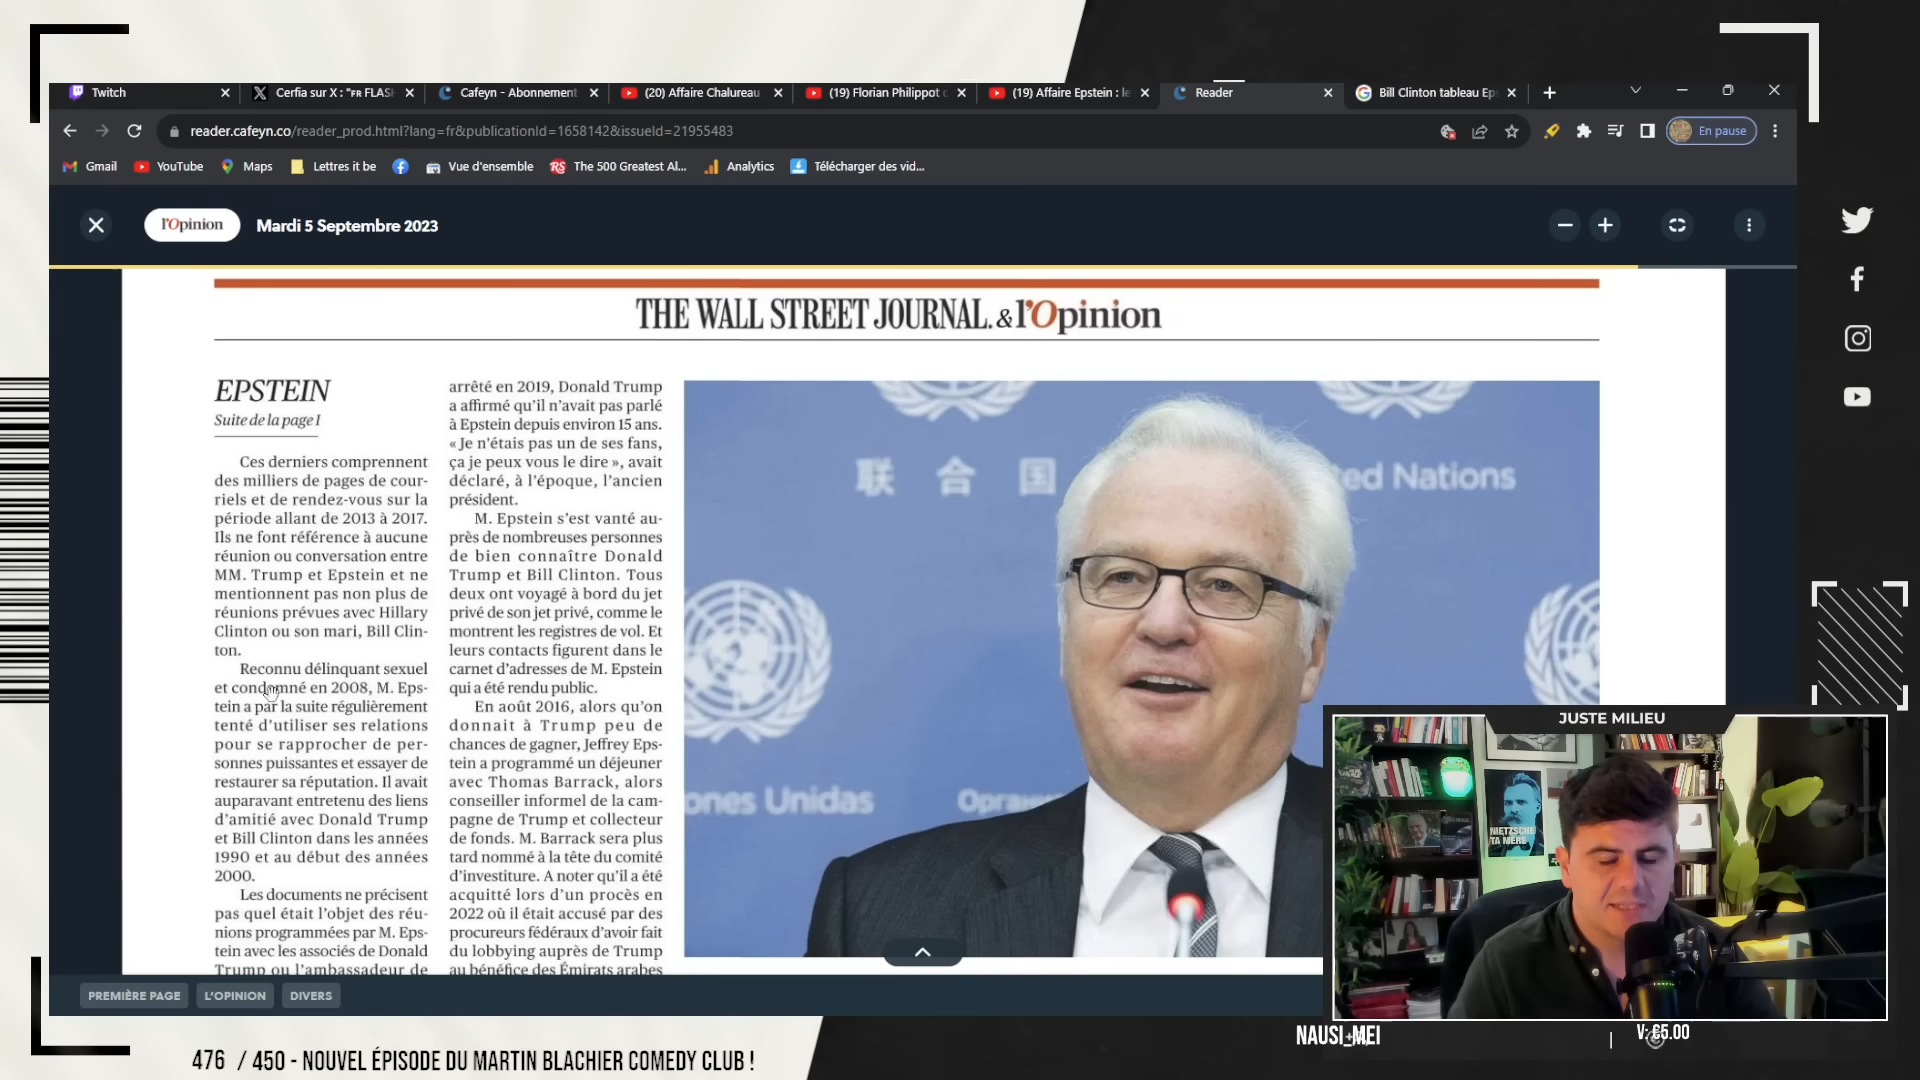 Twitch
Cerfia sur X : "FR FLAS
Cafeyn - Abonnement
(20) Affaire Chalureau
(19) Florian Philippot c
(19) Affaire Epstein : le
Reader
Bill Clinton tableau Ep
reader.cafeyn.co/reader_prod.html?lang=fr&publicationId=1658142&issueId=21955483
En pause
Gmail
YouTube
Maps
Lettres it be
Vue d'ensemble
RS
The 500 Greatest Al...
Analytics
Télécharger des vid...
l'Opinion
Mardi 5 Septembre 2023
THE WALL STREET JOURNAL. & l'Opinion
EPSTEIN
Suite de la page I
Ces derniers comprennent
des milliers de pages de cour-
riels et de rendez-vous sur la
période allant de 2013 à 2017.
Ils ne font référence à aucune
réunion ou conversation entre
MM. Trump et Epstein et ne
mentionnent pas non plus de
réunions prévues avec Hillary
Clinton ou son mari, Bill Clin-
ton.
Reconnu délinquant sexuel
et condamné en 2008, M. Eps-
tein a par la suite régulièrement
tenté d'utiliser ses relations
pour se rapprocher de per-
sonnes puissantes et essayer de
restaurer sa réputation. Il avait
auparavant entretenu des liens
d'amitié avec Donald Trump
et Bill Clinton dans les années
1990 et au début des années
2000.
Les documents ne précisent
pas quel était l'objet des réu-
nions programmées par M. Eps-
tein avec les associés de Donald
Trump ou l'ambassadeur de
arrêté en 2019, Donald Trump
a affirmé qu'il n'avait pas parlé
à Epstein depuis environ 15 ans.
« Je n'étais pas un de ses fans,
ça je peux vous le dire », avait
déclaré, à l'époque, l'ancien
président.
M. Epstein s'est vanté au-
près de nombreuses personnes
de bien connaître Donald
Trump et Bill Clinton. Tous
deux ont voyagé à bord du jet
privé de son jet privé, comme le
montrent les registres de vol. Et
leurs contacts figurent dans le
carnet d'adresses de M. Epstein
qui a été rendu public.
En août 2016, alors qu'on
donnait à Trump peu de
chances de gagner, Jeffrey Eps-
tein a programmé un déjeuner
avec Thomas Barrack, alors
conseiller informel de la cam-
pagne de Trump et collecteur
de fonds. M. Barrack sera plus
tard nommé à la tête du comité
d'investiture. A noter qu'il a été
acquitté lors d'un procès en
2022 où il était accusé par des
procureurs fédéraux d'avoir fait
du lobbying auprès de Trump
au bénéfice des Émirats arabes
联合国
ted Nations
ones Unidas
Орган
JUSTE MILIEU
NIETZSCHE
TA MÈRE
PREMIÈRE PAGE
L'OPINION
DIVERS
NAUSI_MEI
V: €5.00
476 / 450 - NOUVEL ÉPISODE DU MARTIN BLACHIER COMEDY CLUB !